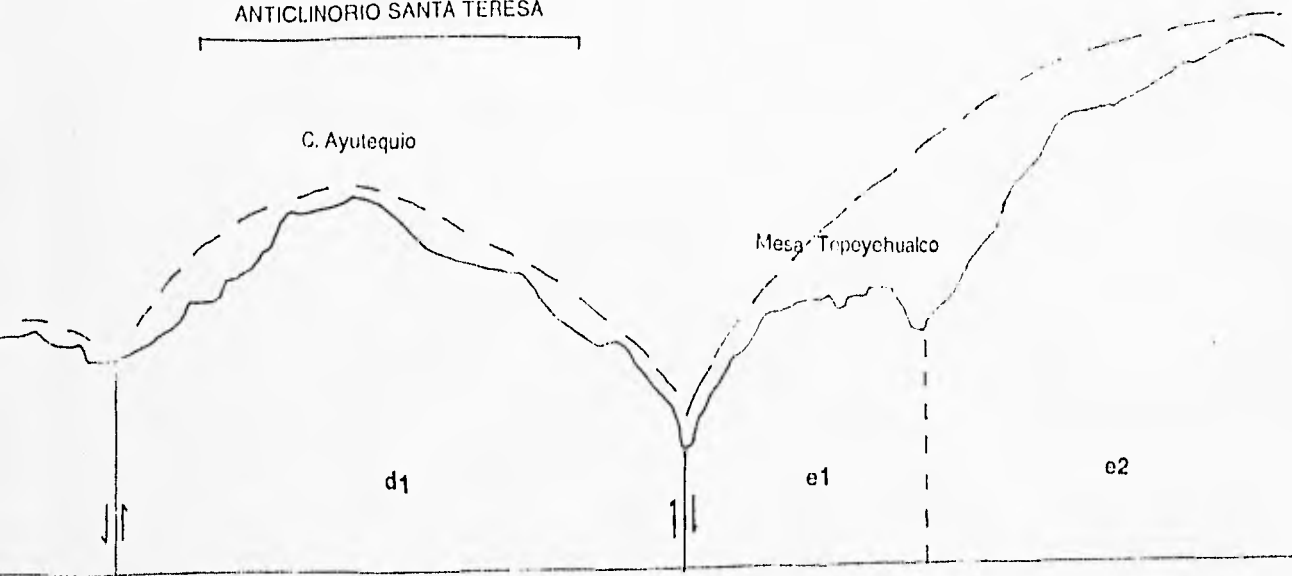 ANTICLINORIO SANTA TERESA
C. Ayutequio
Mesa Tepeyehualco
d1
e1
e2